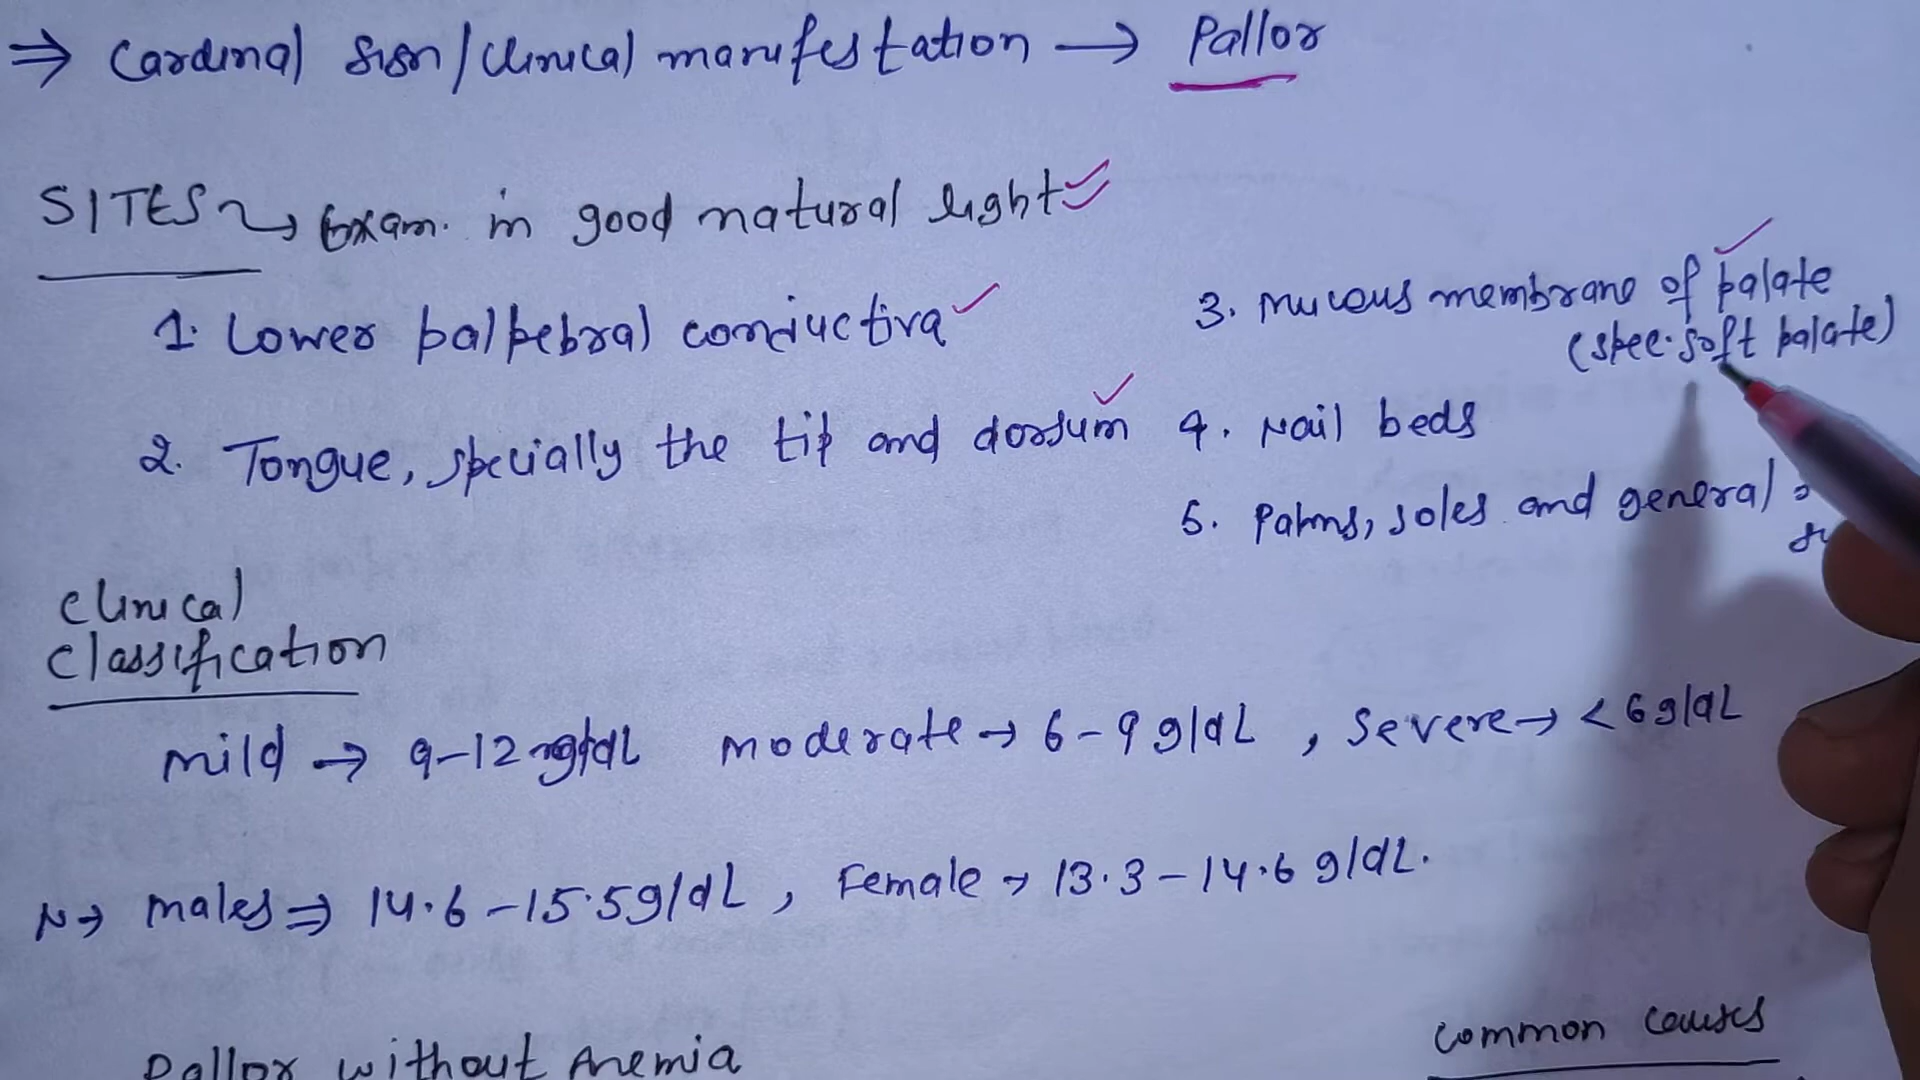 ⇒ Cardinal sign/Clinical manifestation → Pallor
SITES → Exam. in good natural light
1. Lower palpebral conjuctiva
2. Tongue, specially the tip and dorsum
3. Mucous membrane of palate
(spec. soft palate)
4. Nail beds
5. Palms, soles and general
Clinical
Classification
mild → 9-12 g/dL moderate → 6-9 g/dL , Severe → <6 g/dL
N→ Males ⇒ 14.6-15.5 g/dL , Female → 13.3-14.6 g/dL.
Common causes
Pallor without Anemia